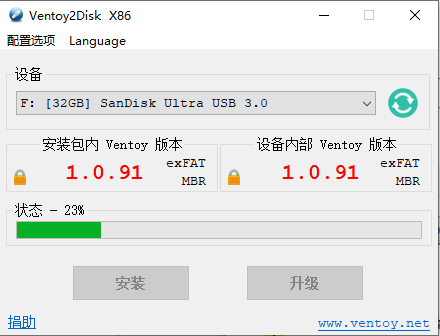 Ventoy2Disk X86
配置选项 Language
设备
F: [32GB] SanDisk Ultra USB 3.0
安装包内 Ventoy 版本
1.0.91
exFAT
MBR
设备内部 Ventoy 版本
1.0.91
exFAT
MBR
状态 - 23%
安装
升级
捐助
www.ventoy.net